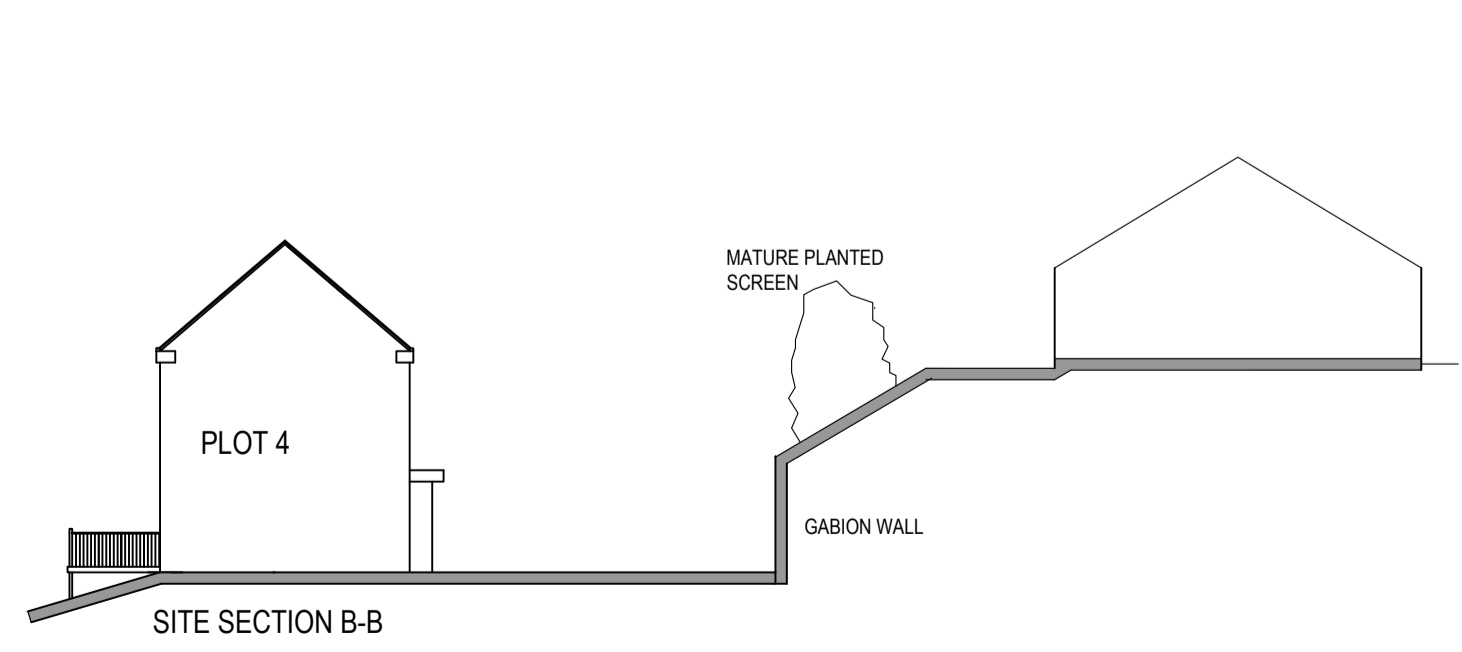 MATURE PLANTED
SCREEN
PLOT 4
GABION WALL
SITE SECTION B-B